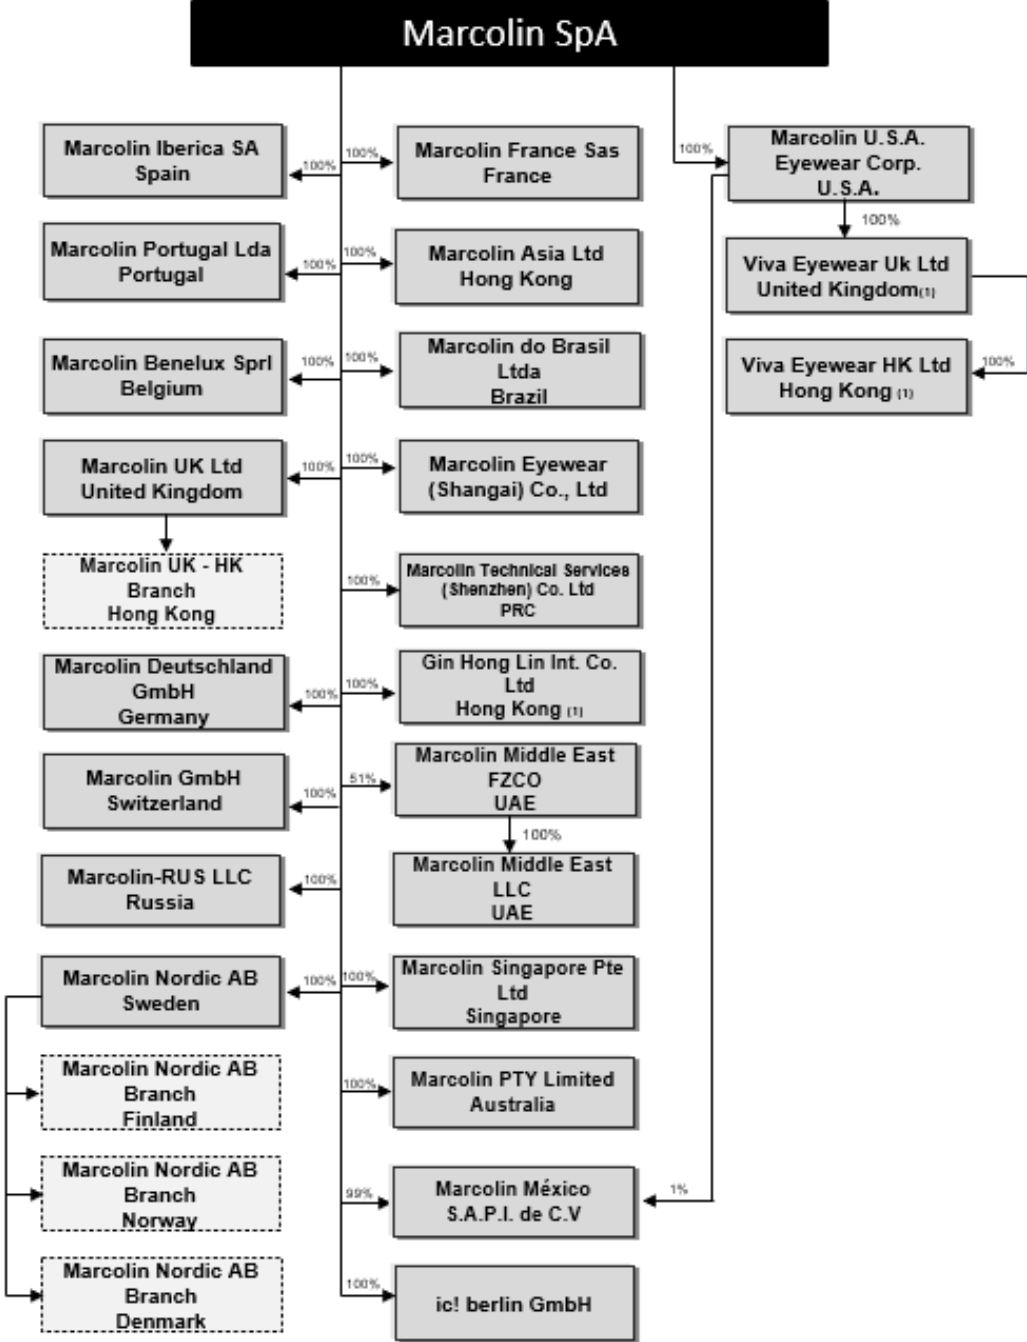 Marcolin SpA
Marcolin Iberica SA
Spain
100%
100%
Marcolin France Sas
France
100%
Marcolin U.S.A.
Eyewear Corp.
U.S.A.
100%
Marcolin Portugal Lda
Portugal
100%
100%
Marcolin Asia Ltd
Hong Kong
Viva Eyewear Uk Ltd
United Kingdom(1)
Marcolin Benelux Sprl
Belgium
100%
100%
Marcolin do Brasil
Ltda
Brazil
Viva Eyewear HK Ltd
Hong Kong (1)
100%
Marcolin UK Ltd
United Kingdom
100%
100%
Marcolin Eyewear
(Shangai) Co., Ltd
Marcolin UK - HK
Branch
Hong Kong
100%
Marcolin Technical Services
(Shenzhen) Co. Ltd
PRC
Marcolin Deutschland
GmbH
Germany
100%
100%
Gin Hong Lin Int. Co.
Ltd
Hong Kong (1)
Marcolin GmbH
Switzerland
100%
51%
Marcolin Middle East
FZCO
UAE
100%
Marcolin-RUS LLC
Russia
100%
Marcolin Middle East
LLC
UAE
Marcolin Nordic AB
Sweden
100%
100%
Marcolin Singapore Pte
Ltd
Singapore
Marcolin Nordic AB
Branch
Finland
100%
Marcolin PTY Limited
Australia
Marcolin Nordic AB
Branch
Norway
99%
Marcolin México
S.A.P.I. de C.V
1%
Marcolin Nordic AB
Branch
Denmark
100%
ic! berlin GmbH